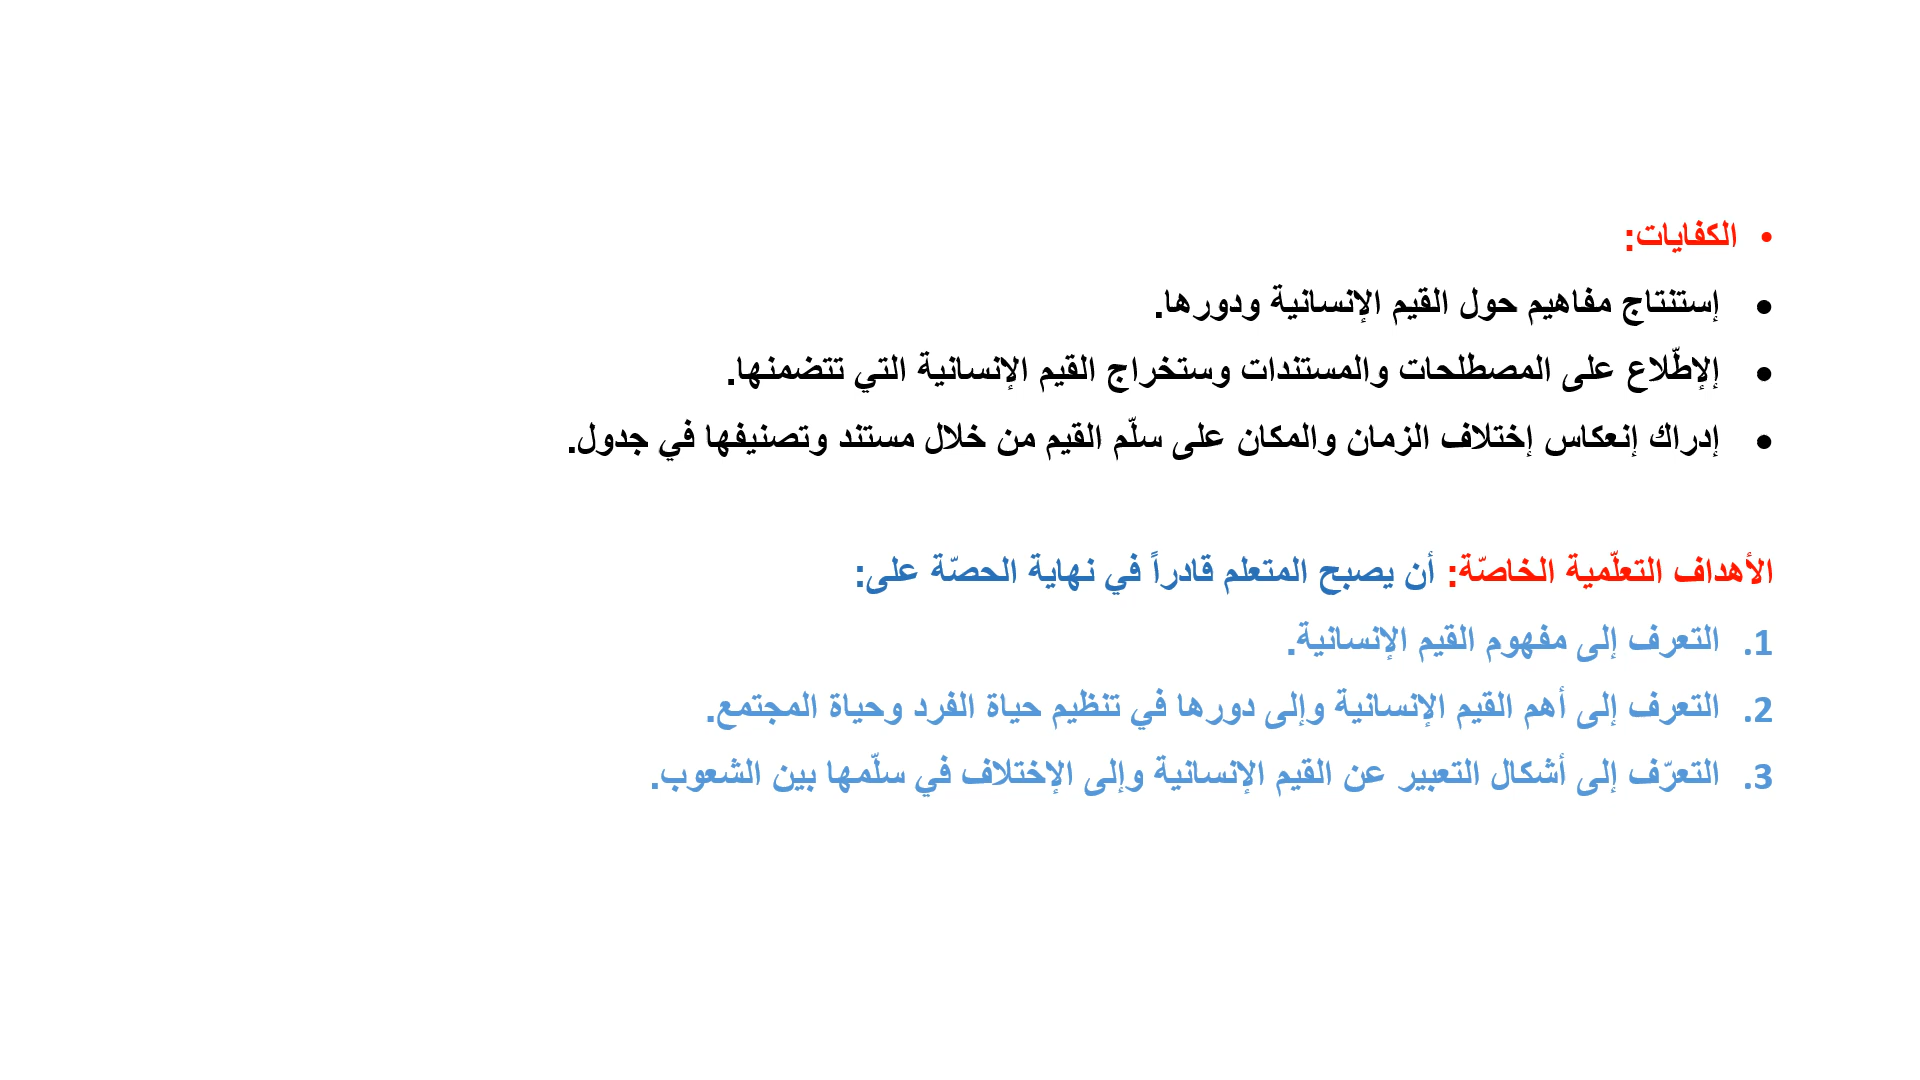 • الكفايات:
• إستنتاج مفاهيم حول القيم الإنسانية ودورها.
• إلإطّلاع على المصطلحات والمستندات وستخراج القيم الإنسانية التي تتضمنها.
• إدراك إنعكاس إختلاف الزمان والمكان على سلّم القيم من خلال مستند وتصنيفها في جدول.
الأهداف التعلّمية الخاصّة: أن يصبح المتعلم قادراً في نهاية الحصّة على:
1. التعرف إلى مفهوم القيم الإنسانية.
2. التعرف إلى أهم القيم الإنسانية وإلى دورها في تنظيم حياة الفرد وحياة المجتمع.
3. التعرّف إلى أشكال التعبير عن القيم الإنسانية وإلى الإختلاف في سلّمها بين الشعوب.